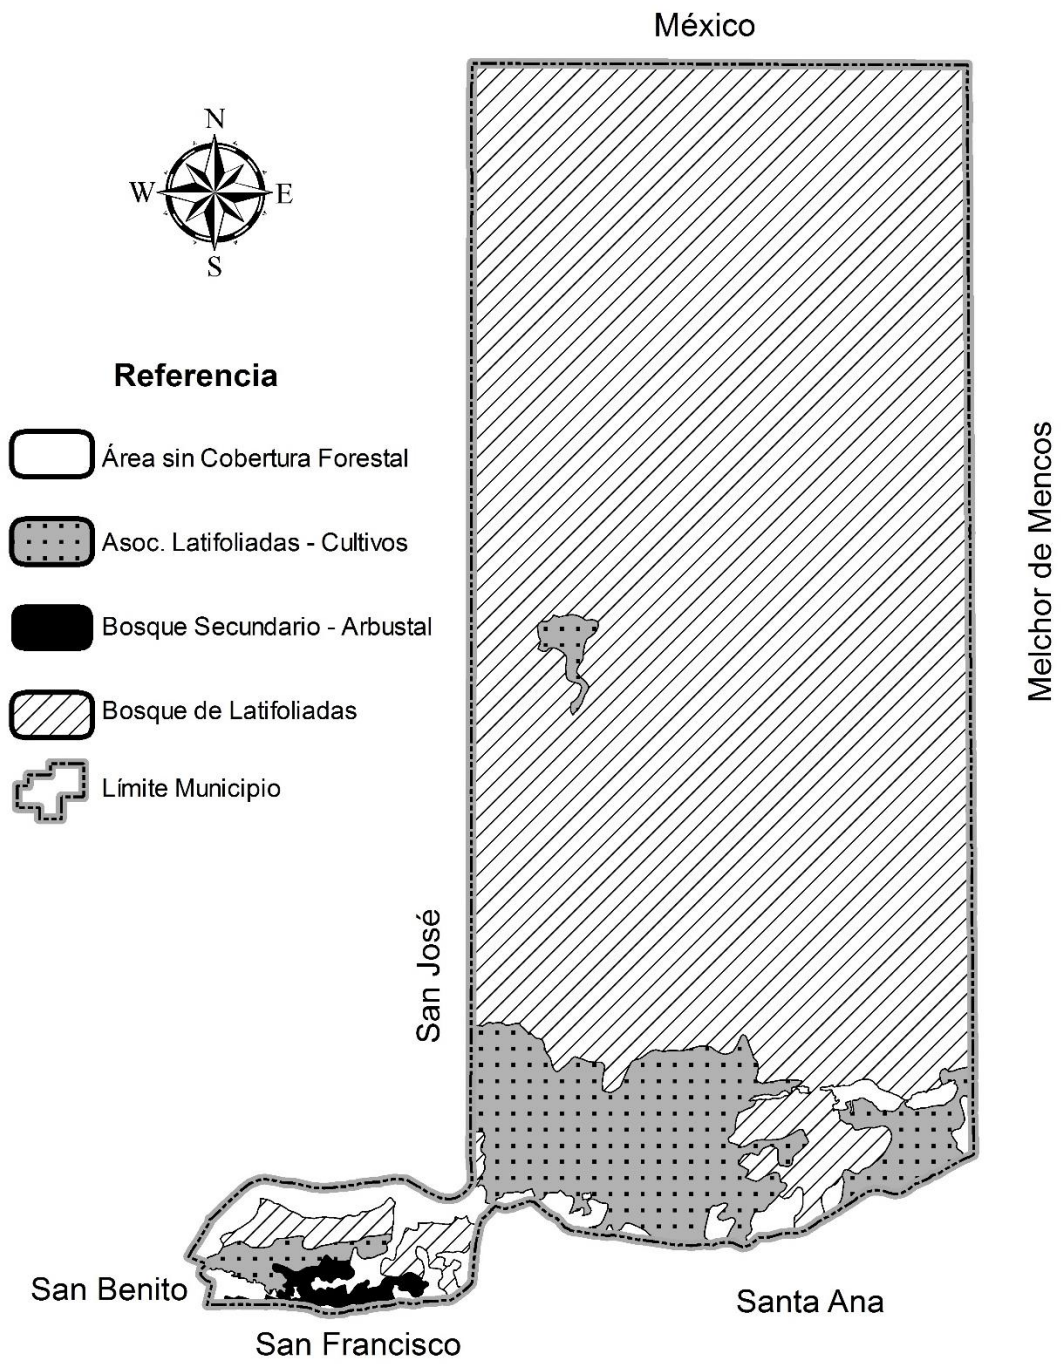 México
N
W
E
S
Referencia
Área sin Cobertura Forestal
Asoc. Latifoliadas - Cultivos
Bosque Secundario - Arbustal
Bosque de Latifoliadas
Límite Municipio
Melchor de Mencos
San José
San Benito
Santa Ana
San Francisco